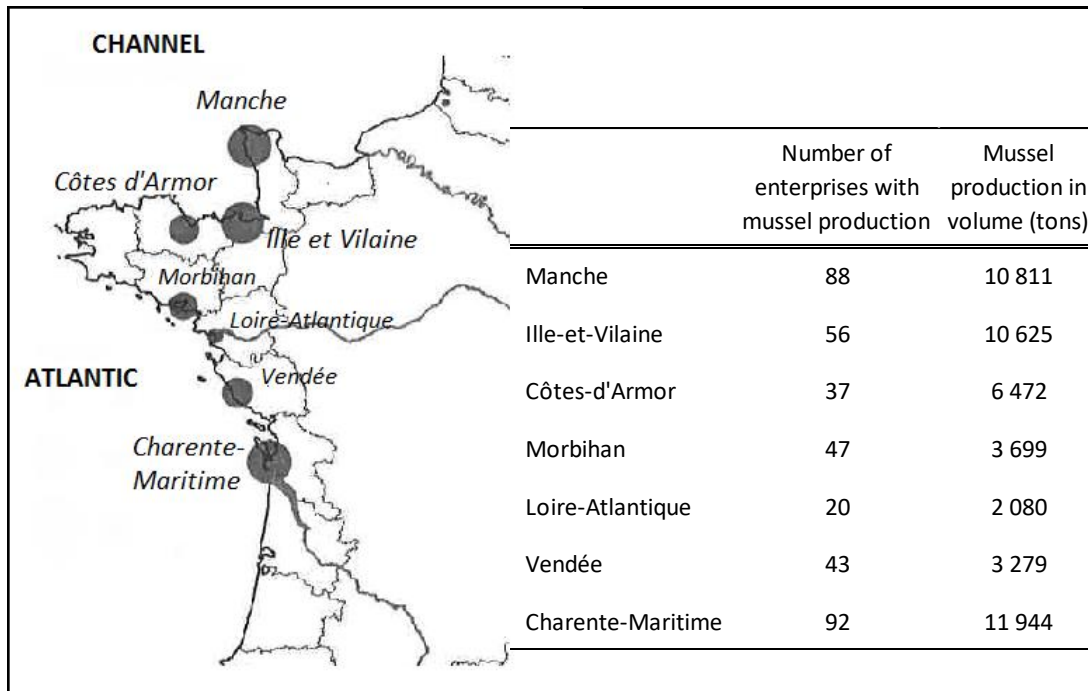 CHANNEL
Manche
Côtes d'Armor
Ille et Vilaine
Morbihan
Loire-Atlantique
ATLANTIC
Vendée
Charente-
Maritime
Number of
enterprises with
mussel production
Mussel
production in
volume (tons)
Manche 88 10 811
Ille-et-Vilaine 56 10 625
Côtes-d'Armor 37 6 472
Morbihan 47 3 699
Loire-Atlantique 20 2 080
Vendée 43 3 279
Charente-Maritime 92 11 944